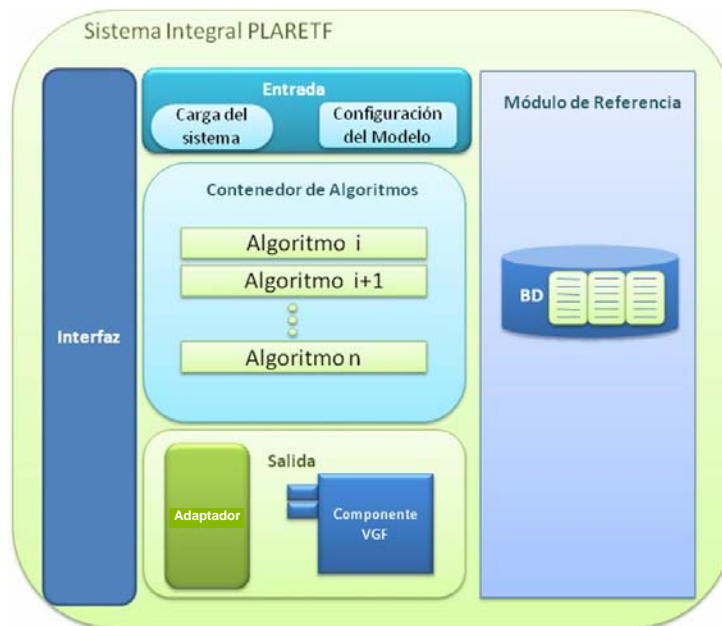 Sistema Integral PLARETF
Interfaz
Entrada
Carga del
sistema
Configuración
del Modelo
Contenedor de Algoritmos
Algoritmo i
Algoritmo i+1
Algoritmo n
Salida
Adaptador
Componente
VGF
Módulo de Referencia
BD